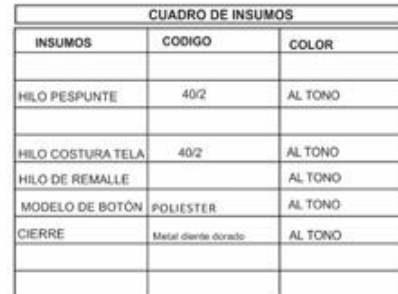 CUADRO DE INSUMOS
INSUMOS CODIGO COLOR
HILO PESPUNTE 40/2 AL TONO
HILO COSTURA TELA 40/2 AL TONO
HILO DE REMALLE AL TONO
MODELO DE BOTÓN POLIESTER AL TONO
CIERRE Metal diente dorado AL TONO